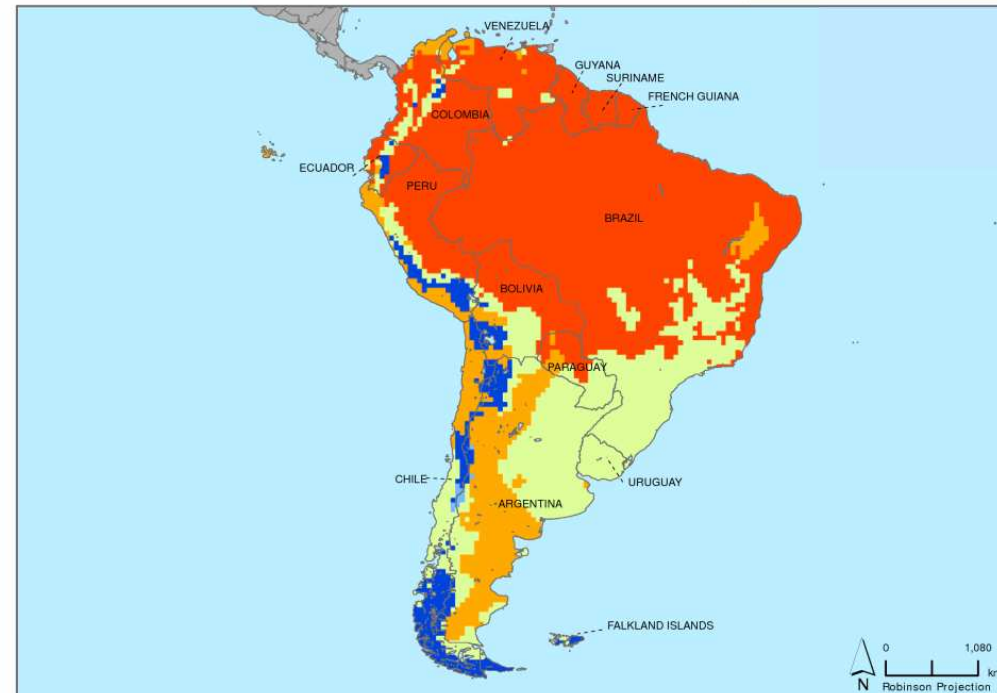 VENEZUELA
GUYANA
SURINAME
FRENCH GUIANA
COLOMBIA
ECUADOR
PERU
BRAZIL
BOLIVIA
PARAGUAY
CHILE
URUGUAY
ARGENTINA
FALKLAND ISLANDS
0 1,080
km
N Robinson Projection